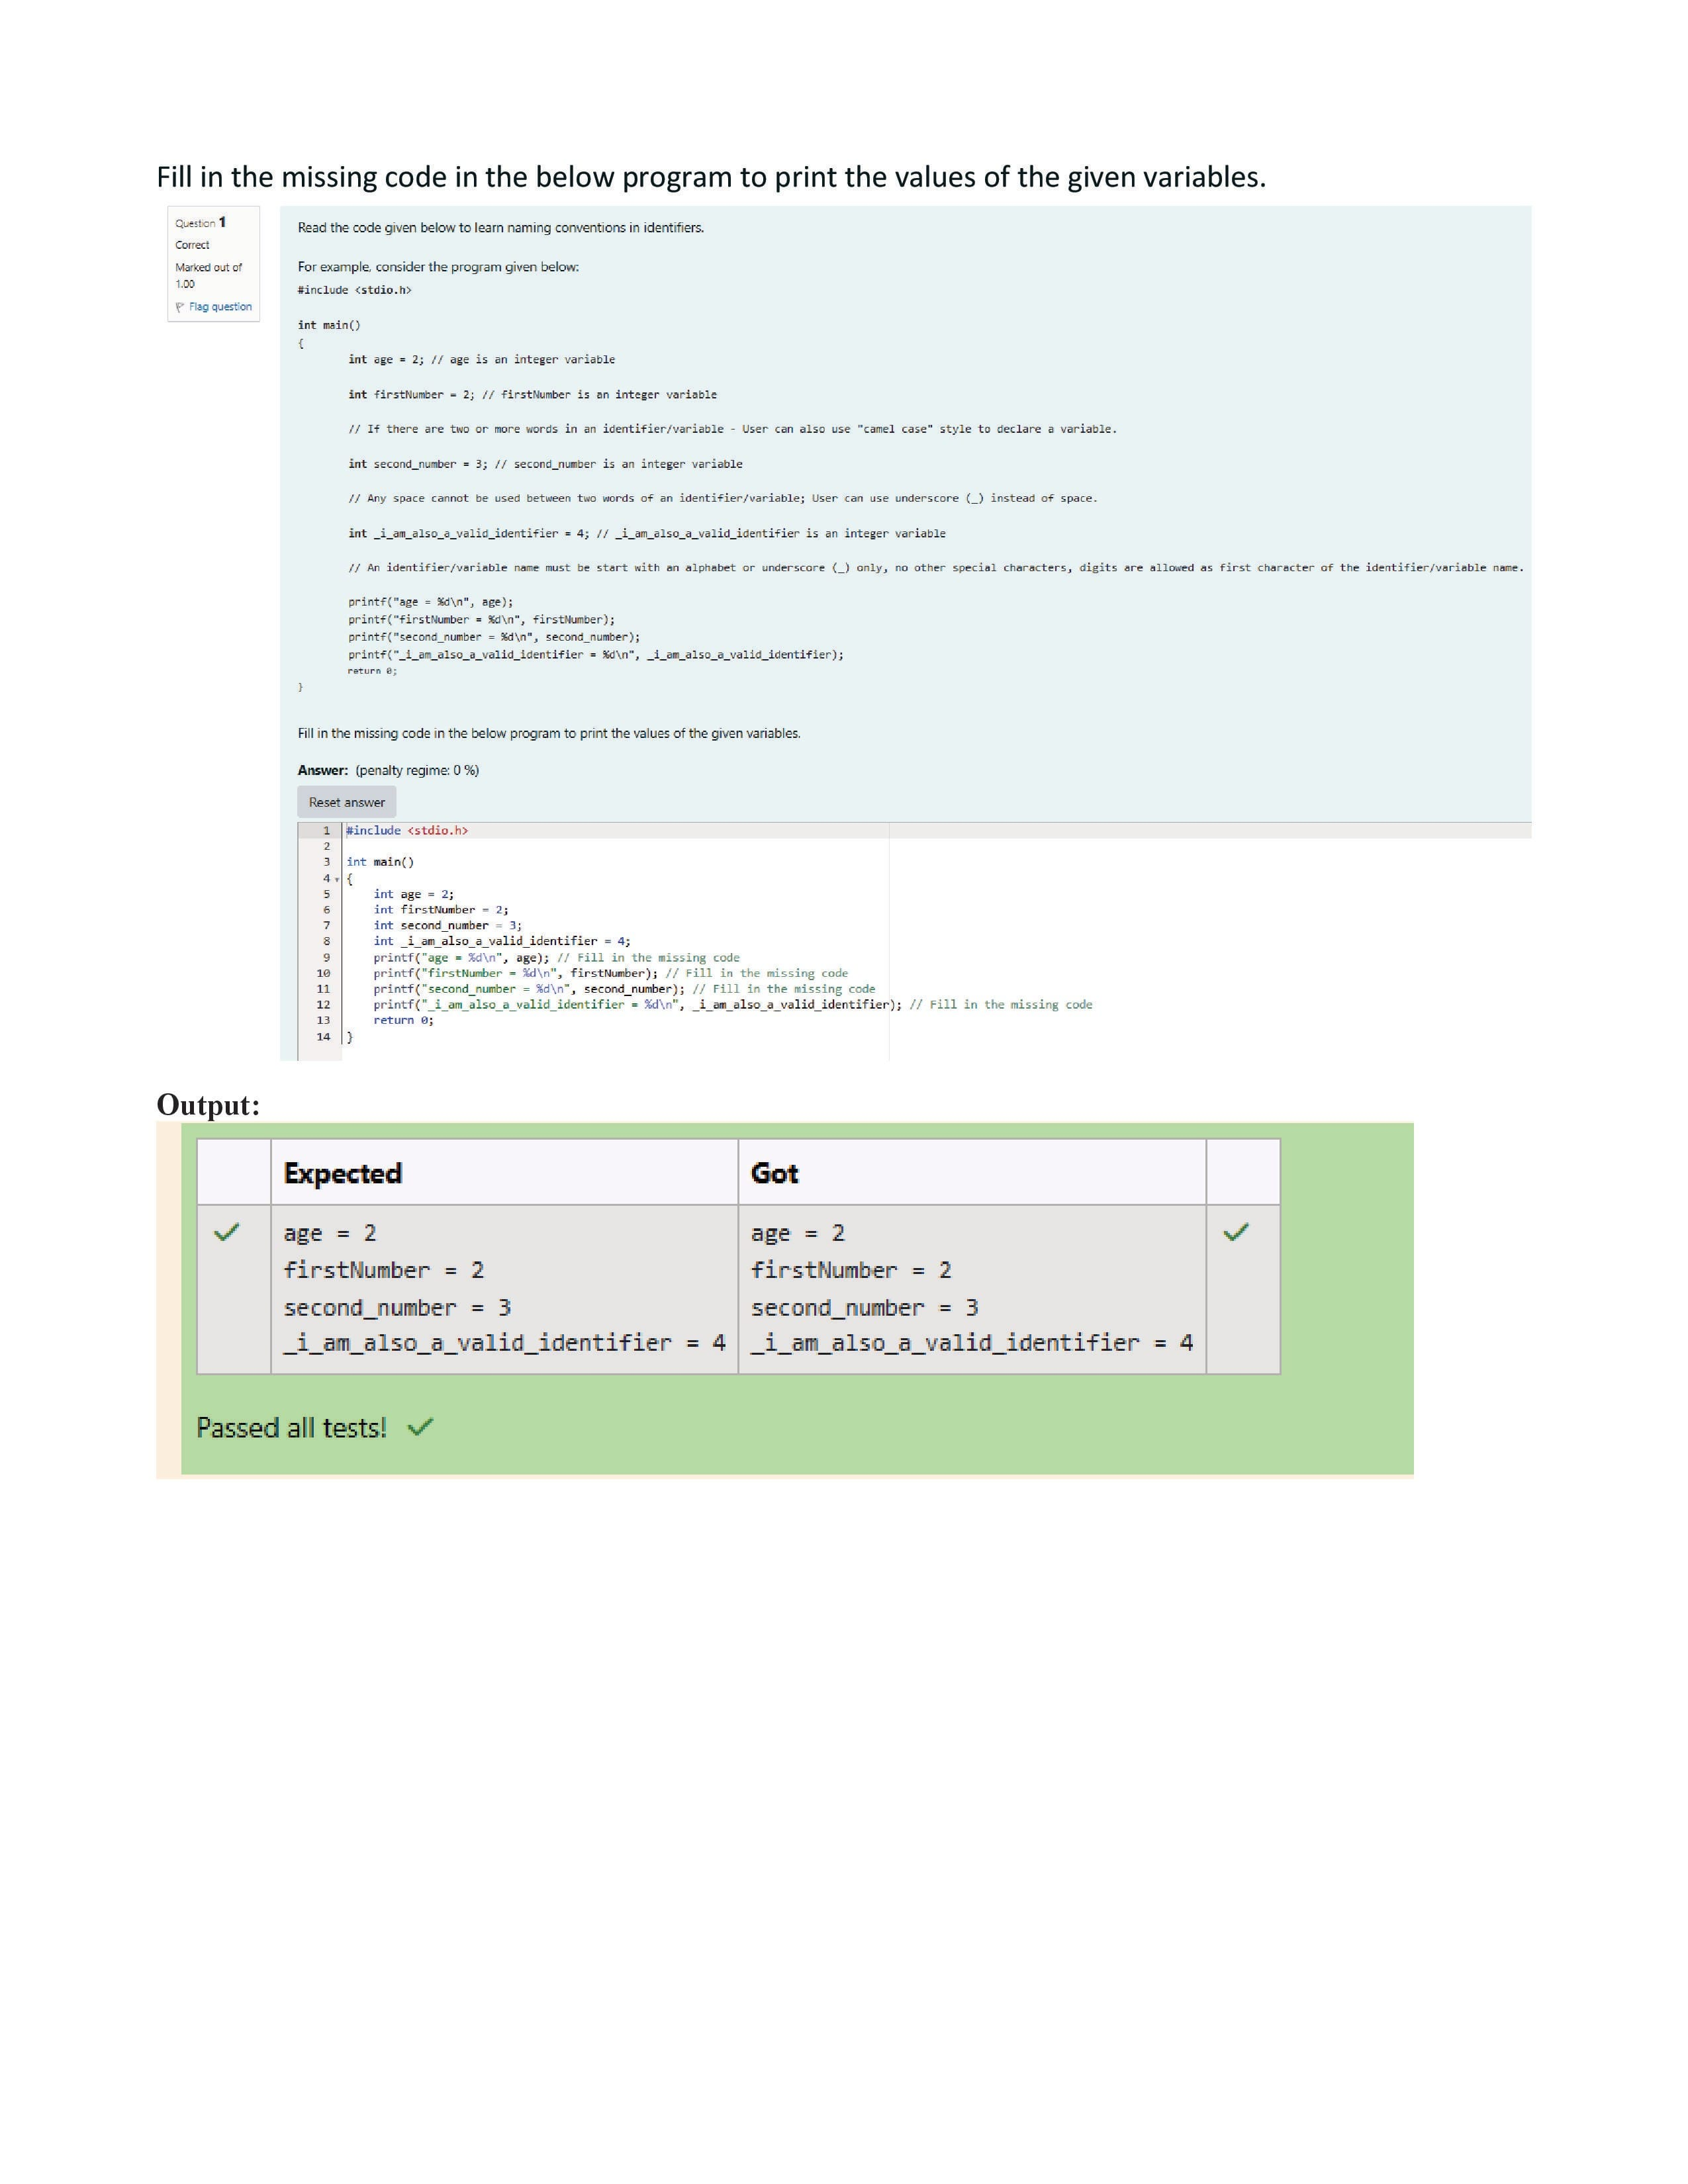 Fill in the missing code in the below program to print the values of the given variables.
Question 1
Correct
Marked out of
1.00
Flag question
Read the code given below to learn naming conventions in identifiers.
For example, consider the program given below:
#include <stdio.h>
int main()
{
int age = 2; // age is an integer variable
int firstNumber = 2; // firstNumber is an integer variable
// If there are two or more words in an identifier/variable - User can also use "camel case" style to declare a variable.
int second_number = 3; // second_number is an integer variable
// Any space cannot be used between two words of an identifier/variable; User can use underscore (_) instead of space.
int _i_am_also_a_valid_identifier = 4; // _i_am_also_a_valid_identifier is an integer variable
// An identifier/variable name must be start with an alphabet or underscore (_) only, no other special characters, digits are allowed as first character of the identifier/variable name.
printf("age = %d\n", age);
printf("firstNumber = %d\n", firstNumber);
printf("second_number = %d\n", second_number);
printf("_i_am_also_a_valid_identifier = %d\n", _i_am_also_a_valid_identifier);
return 0;
}
Fill in the missing code in the below program to print the values of the given variables.
Answer: (penalty regime: 0 %)
Reset answer
1 #include <stdio.h>
2
3 int main()
4 {
5 int age = 2;
6 int firstNumber = 2;
7 int second_number = 3;
8 int _i_am_also_a_valid_identifier = 4;
9 printf("age = %d\n", age); // Fill in the missing code
10 printf("firstNumber = %d\n", firstNumber); // Fill in the missing code
11 printf("second_number = %d\n", second_number); // Fill in the missing code
12 printf("_i_am_also_a_valid_identifier = %d\n", _i_am_also_a_valid_identifier); // Fill in the missing code
13 return 0;
14 }
Output:
Expected Got
age = 2 age = 2
firstNumber = 2 firstNumber = 2
second_number = 3 second_number = 3
_i_am_also_a_valid_identifier = 4 _i_am_also_a_valid_identifier = 4
Passed all tests!